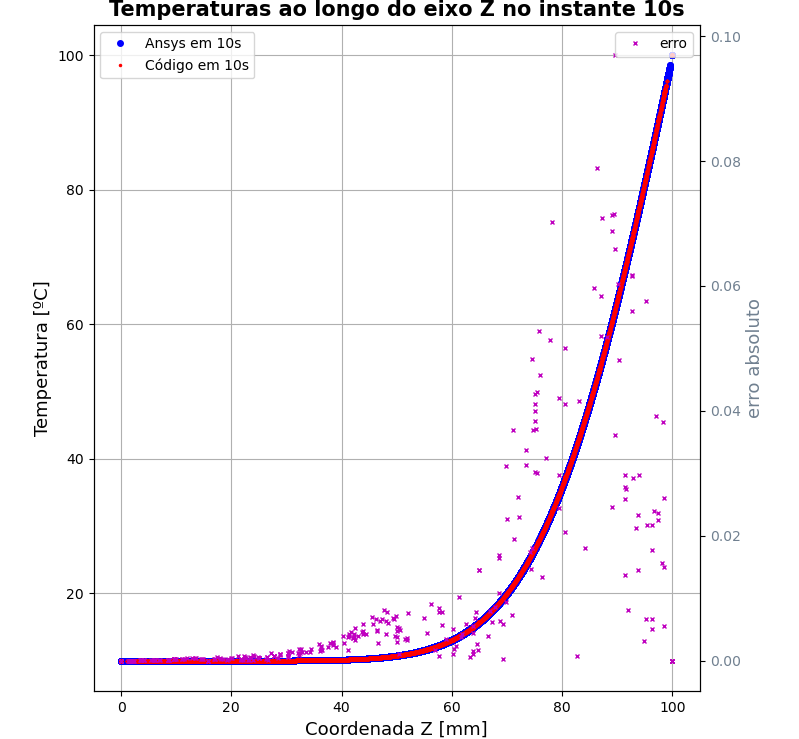 Temperaturas ao longo do eixo Z no instante 10s
Ansys em 10s
Código em 10s
erro
Temperatura [ºC]
100
80
60
40
20
0.10
0.08
0.06
0.04
0.02
0.00
erro absoluto
0 20 40 60 80 100
Coordenada Z [mm]